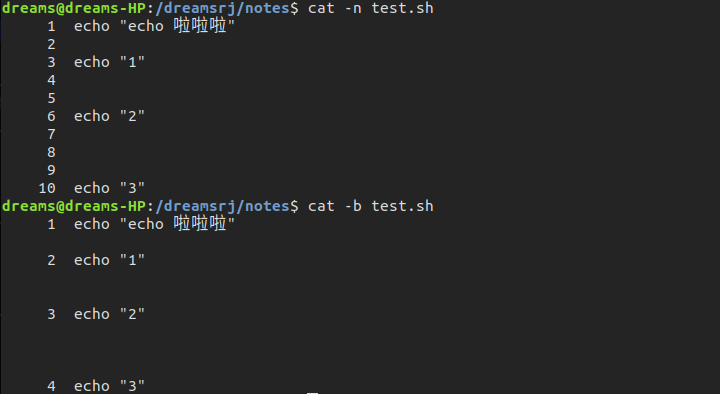 dreams@dreams-HP:/dreamsrj/notes$ cat -n test.sh
     1  echo "echo 啦啦啦"
     2
     3  echo "1"
     4
     5
     6  echo "2"
     7
     8
     9
    10  echo "3"
dreams@dreams-HP:/dreamsrj/notes$ cat -b test.sh
     1  echo "echo 啦啦啦"
     2  echo "1"
     3  echo "2"
     4  echo "3"